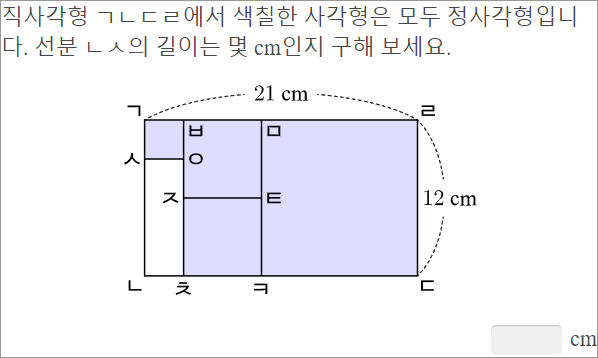 직사각형 ㄱㄴㄷㄹ에서 색칠한 사각형은 모두 정사각형입니
다. 선분 ㄴㅅ의 길이는 몇 cm인지 구해 보세요.
21 cm
ㄱ ㅂ ㅁ ㄹ
ㅅ ㅇ
ㅈ ㅌ 12 cm
ㄴ ㅊ ㅋ ㄷ
cm